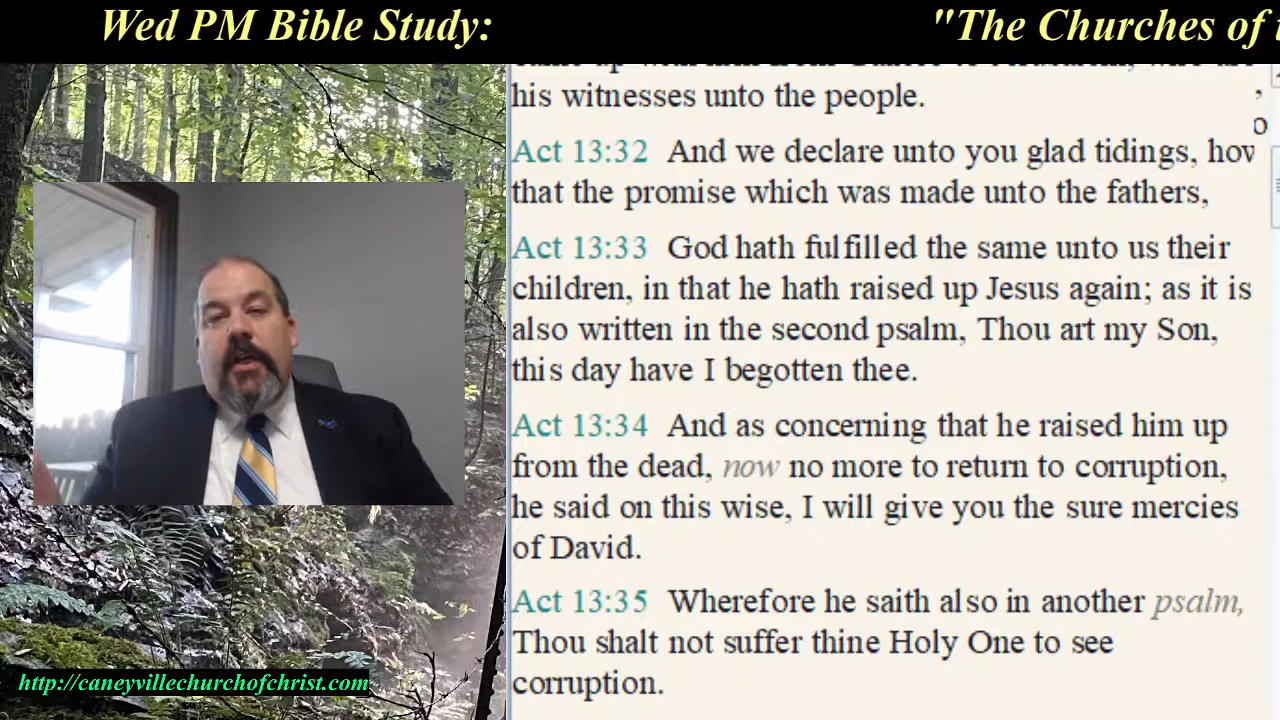 Wed PM Bible Study:
"The Churches of
his witnesses unto the people.
Act 13:32 And we declare unto you glad tidings, how
that the promise which was made unto the fathers,
Act 13:33 God hath fulfilled the same unto us their
children, in that he hath raised up Jesus again; as it is
also written in the second psalm, Thou art my Son,
this day have I begotten thee.
Act 13:34 And as concerning that he raised him up
from the dead, now no more to return to corruption,
he said on this wise, I will give you the sure mercies
of David.
Act 13:35 Wherefore he saith also in another psalm,
Thou shalt not suffer thine Holy One to see
corruption.
http://caneyvillechurchofchrist.com